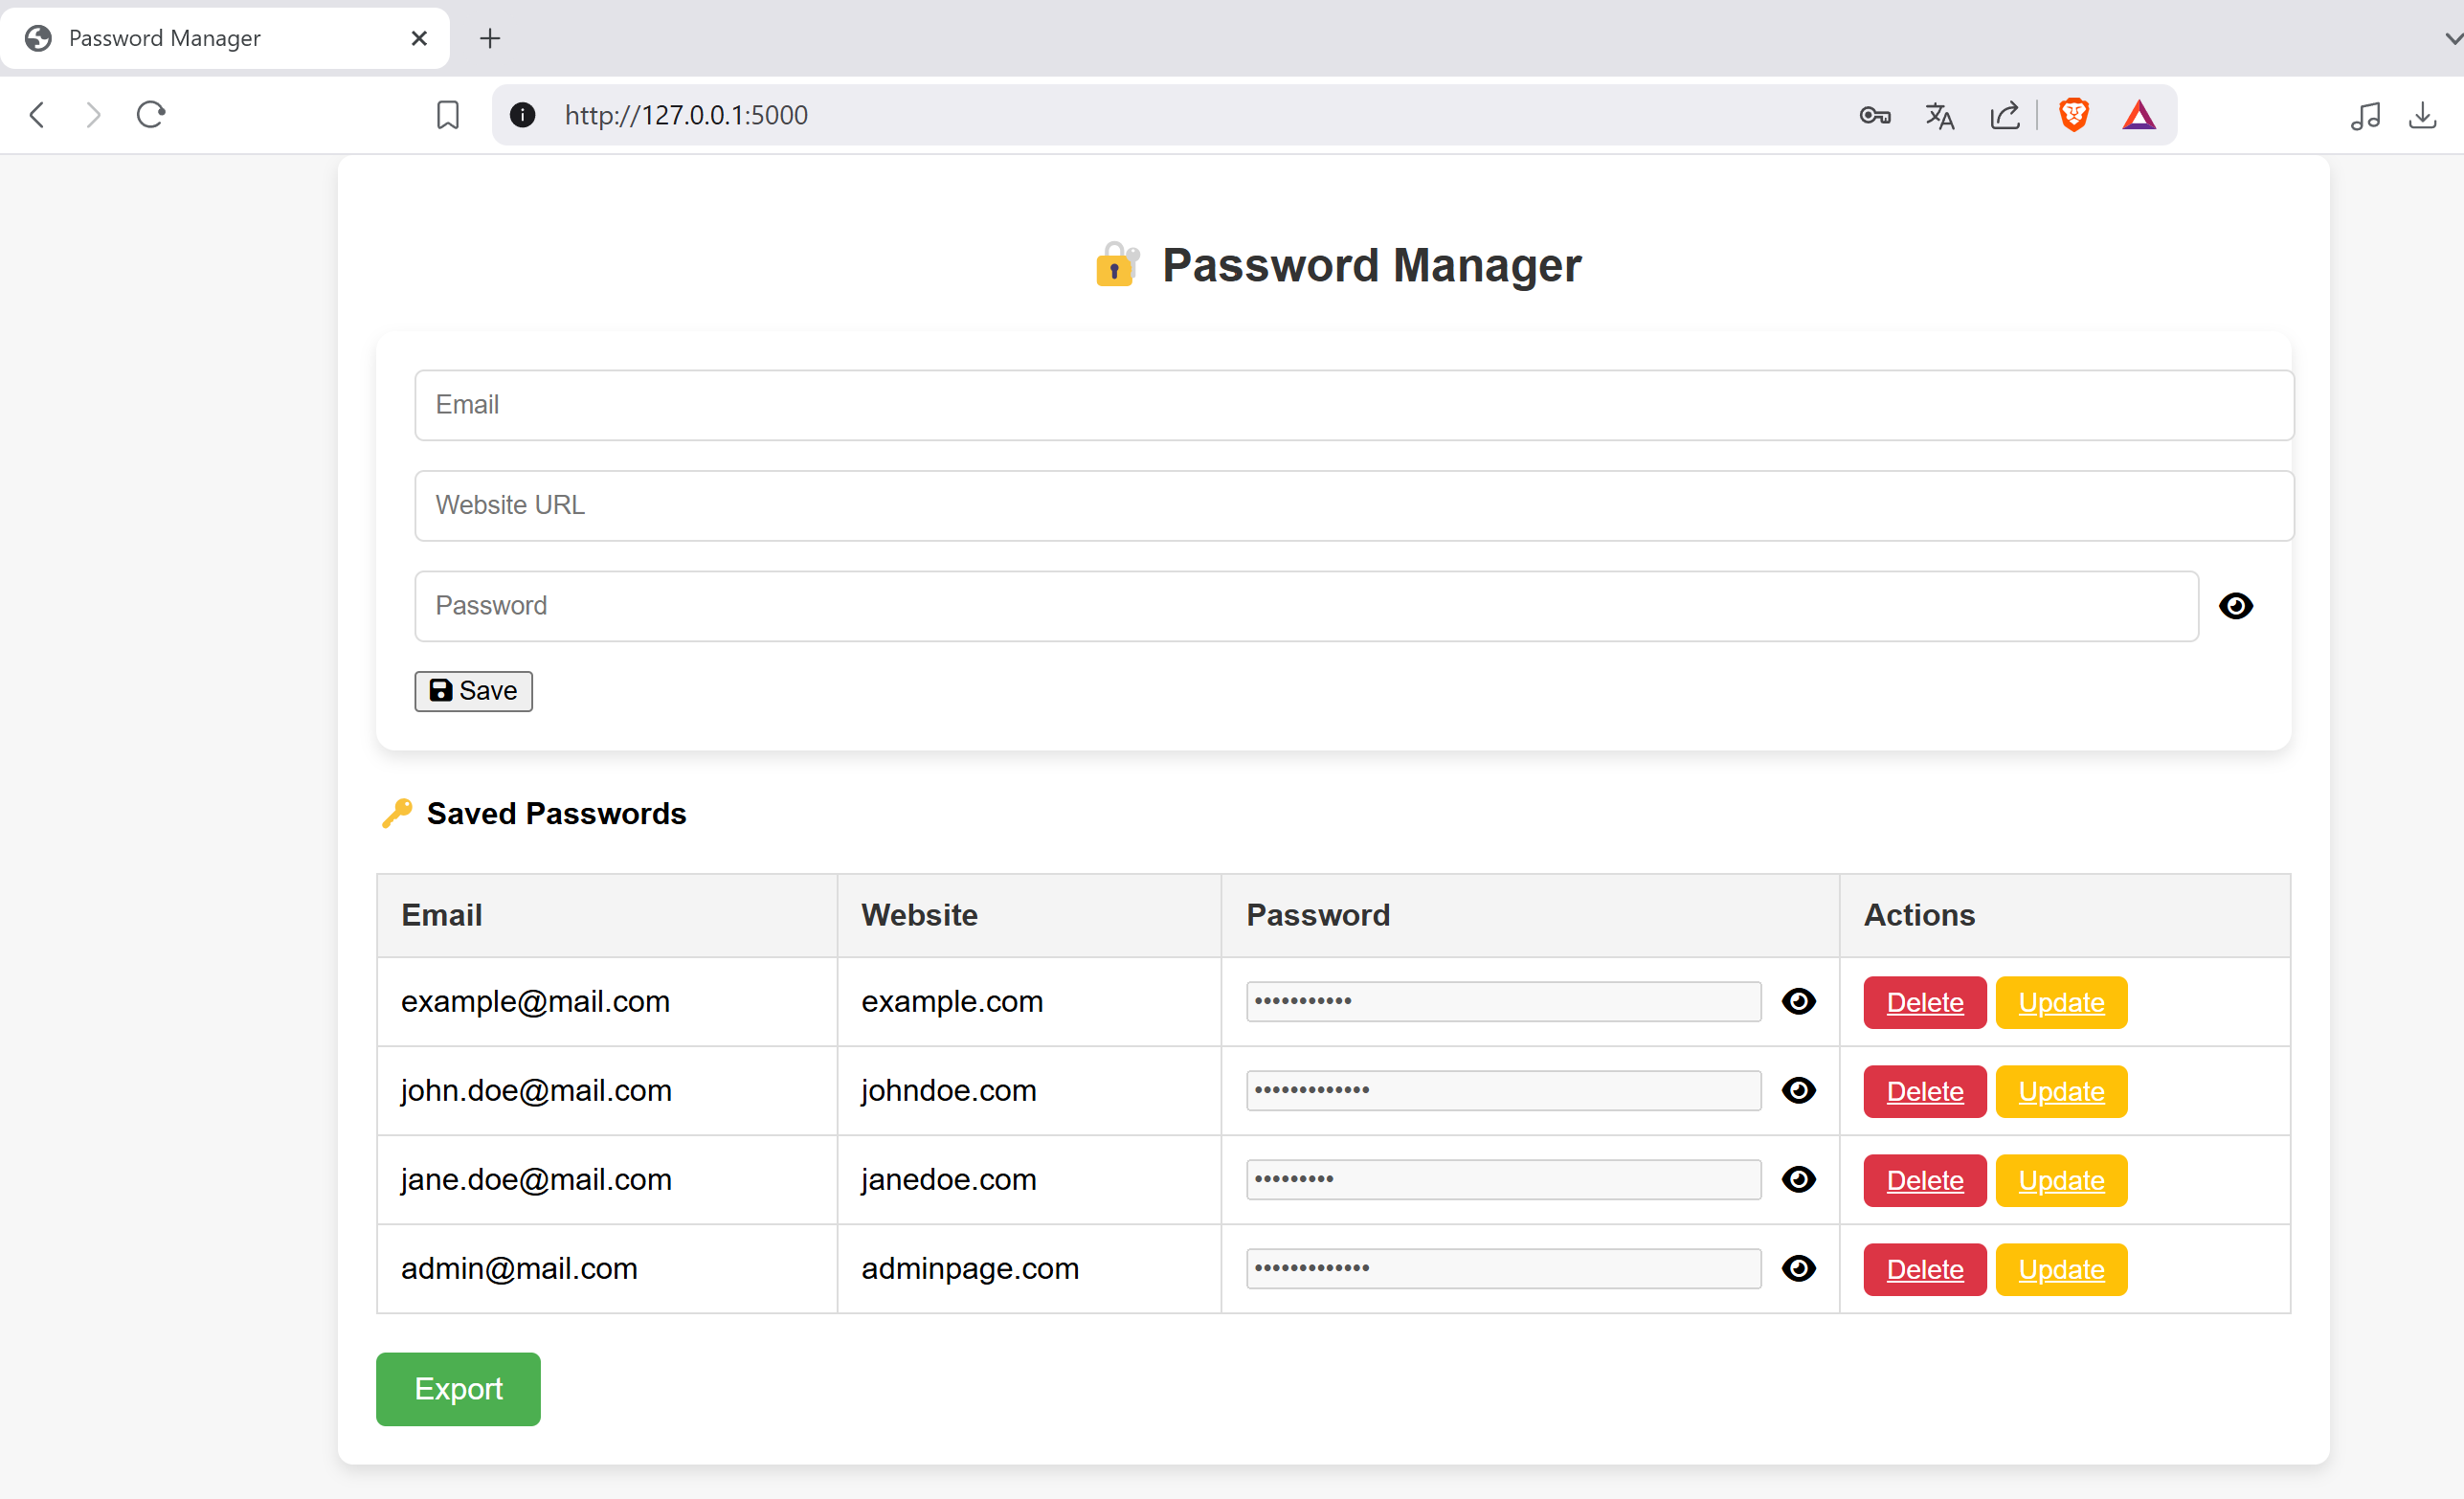 Password Manager
http://127.0.0.1:5000
Password Manager
Email
Website URL
Password
Save
Saved Passwords
Email Website Password Actions
example@mail.com example.com ••••••••••• Delete Update
john.doe@mail.com johndoe.com ••••••••••••• Delete Update
jane.doe@mail.com janedoe.com ••••••••• Delete Update
admin@mail.com adminpage.com ••••••••••••• Delete Update
Export